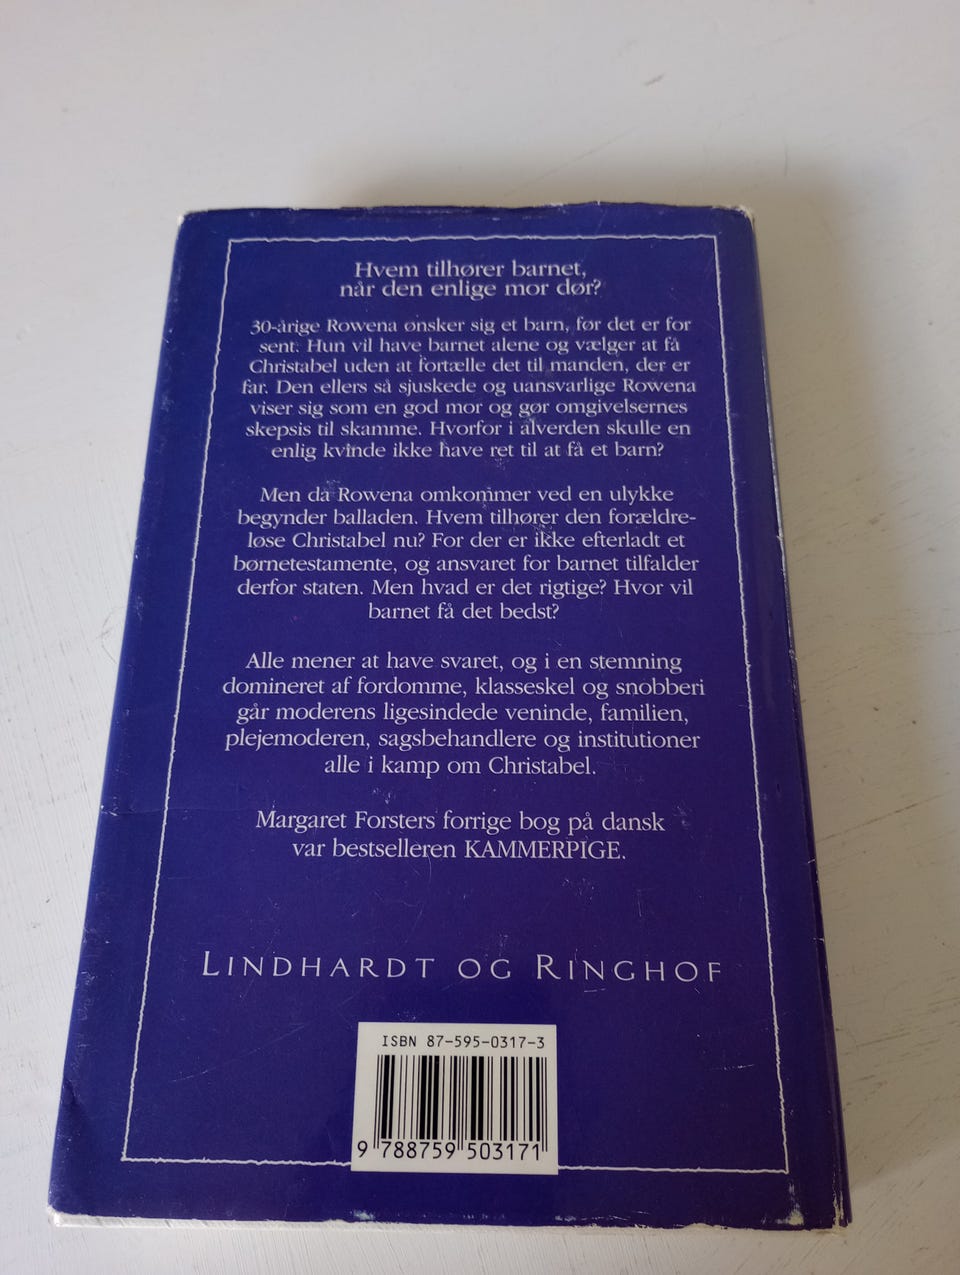 Hvem tilhører barnet,
når den enlige mor dør?
30-årige Rowena ønsker sig et barn, før det er for
sent. Hun vil have barnet alene og vælger at få
Christabel uden at fortælle det til manden, der er
far. Den ellers så sjuskede og uansvarlige Rowena
viser sig som en god mor og gør omgivelsernes
skepsis til skamme. Hvorfor i alverden skulle en
enlig kvinde ikke have ret til at få et barn?
Men da Rowena omkommer ved en ulykke
begynder balladen. Hvem tilhører den forældre-
løse Christabel nu? For der er ikke efterladt et
børnetestamente, og ansvaret for barnet tilfalder
derfor staten. Men hvad er det rigtige? Hvor vil
barnet få det bedst?
Alle mener at have svaret, og i en stemning
domineret af fordomme, klasseskel og snobberi
går moderens ligesindede veninde, familien,
plejemoderen, sagsbehandlere og institutioner
alle i kamp om Christabel.
Margaret Forsters forrige bog på dansk
var bestselleren KAMMERPIGE.
LINDHARDT OG RINGHOF
ISBN 87-595-0317-3
9 788759 503171